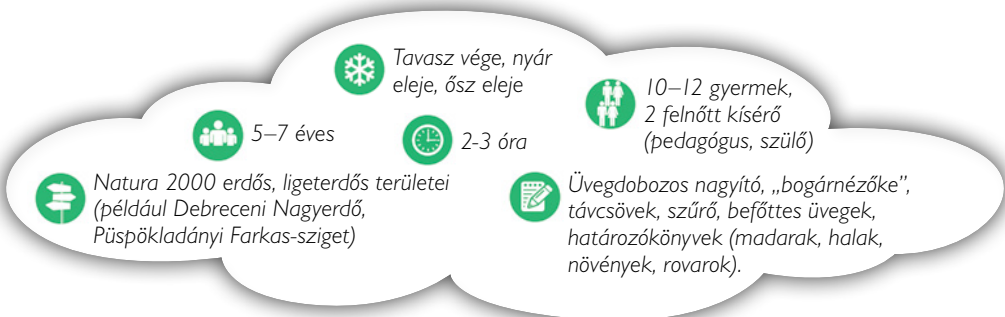 Tavasz vége, nyár
eleje, ősz eleje
10–12 gyermek,
2 felnőtt kísérő
(pedagógus, szülő)
5–7 éves
2-3 óra
Natura 2000 erdős, ligeterdős területei
(például Debreceni Nagyerdő,
Püspökladányi Farkas-sziget)
Üvegdobozos nagyító, „bogárnézőke”,
távcsövek, szűrő, befőttes üvegek,
határozókönyvek (madarak, halak,
növények, rovarok).